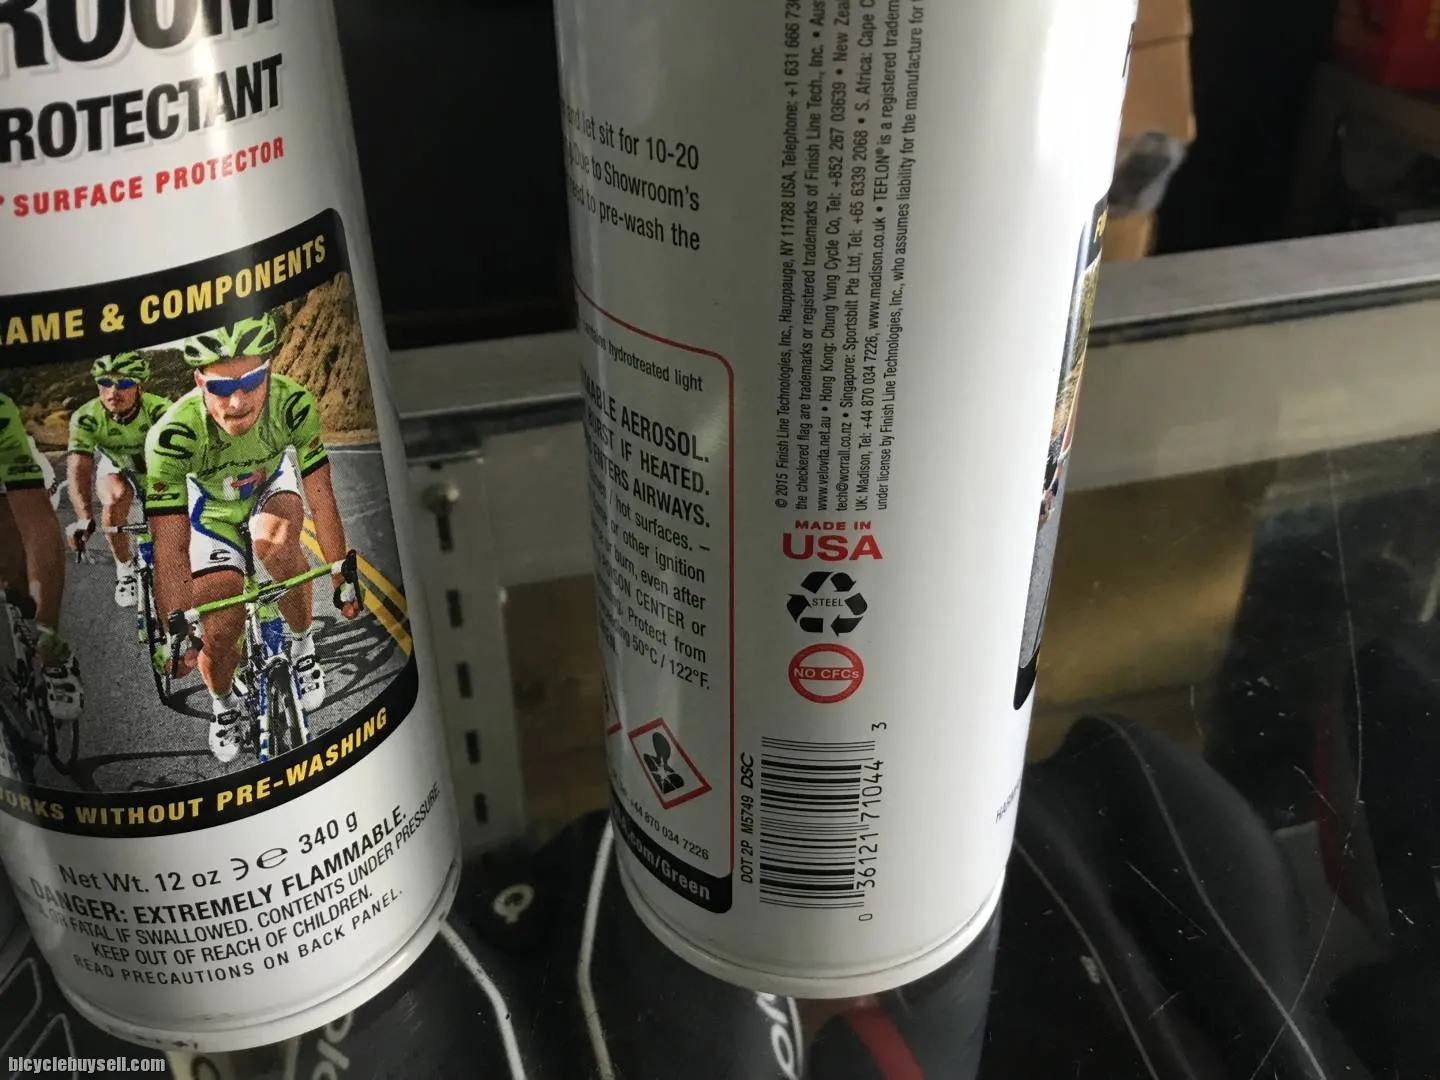 ROOM
ROTECTANT
SURFACE PROTECTOR
AME & COMPONENTS
ORKS WITHOUT PRE-WASHING
Net Wt. 12 oz 340 g
DANGER: EXTREMELY FLAMMABLE.
OR FATAL IF SWALLOWED. CONTENTS UNDER PRESSURE.
KEEP OUT OF REACH OF CHILDREN.
READ PRECAUTIONS ON BACK PANEL.
and let sit for 10-20
Due to Showroom's
to pre-wash the
hydrotreated light
ABLE AEROSOL.
BURST IF HEATED.
ENTERS AIRWAYS.
/ hot surfaces. –
or other ignition
or burn, even after
CENTER or
Protect from
50°C / 122°F.
+44 870 034 7226
.com/Green
© 2015 Finish Line Technologies, Inc., Hauppauge, NY 11788 USA, Telephone: +1 631 666 730
the checkered flag are trademarks or registered trademarks of Finish Line Tech., Inc. • Aus
www.velovita.net.au • Hong Kong: Chung Yung Cycle Co, Tel: +852 267 03639 • New Zea
tech@worrall.co.nz • Singapore: Sportsbilt Pte Ltd, Tel: +65 6339 2068 • S. Africa: Cape C
UK: Madison, Tel: +44 870 034 7226, www.madison.co.uk • TEFLON® is a registered tradem
under license by Finish Line Technologies, Inc., who assumes liability for the manufacture for
MADE IN
USA
STEEL
NO CFCs
DOT 2P M5749 DSC
0 36121 71044 3
bicyclebuysell.com